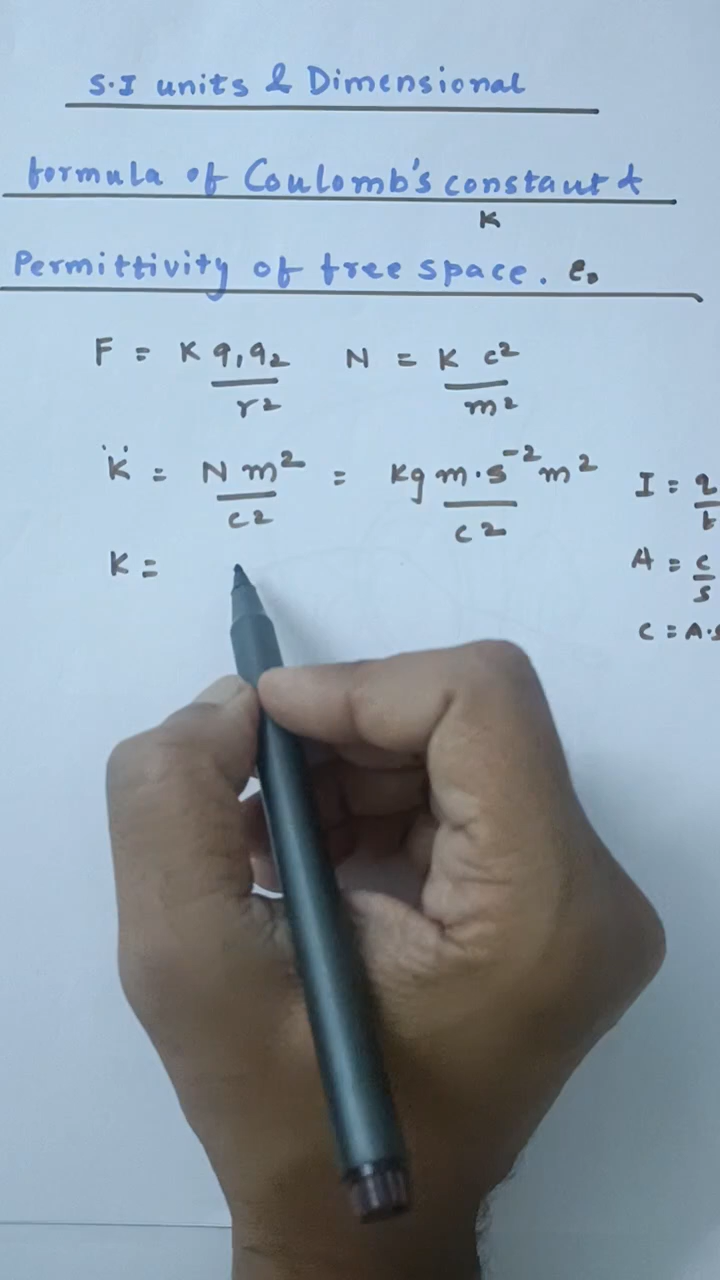 S.I units & Dimensional
formula of Coulomb's constant &
K
Permittivity of free space. ε₀
F = K q₁q₂ / r²   N = K c² / m²
K = N m² / c² = kg m·s⁻² m² / c²
I = q / t
K =
A = c / s
C = A·s